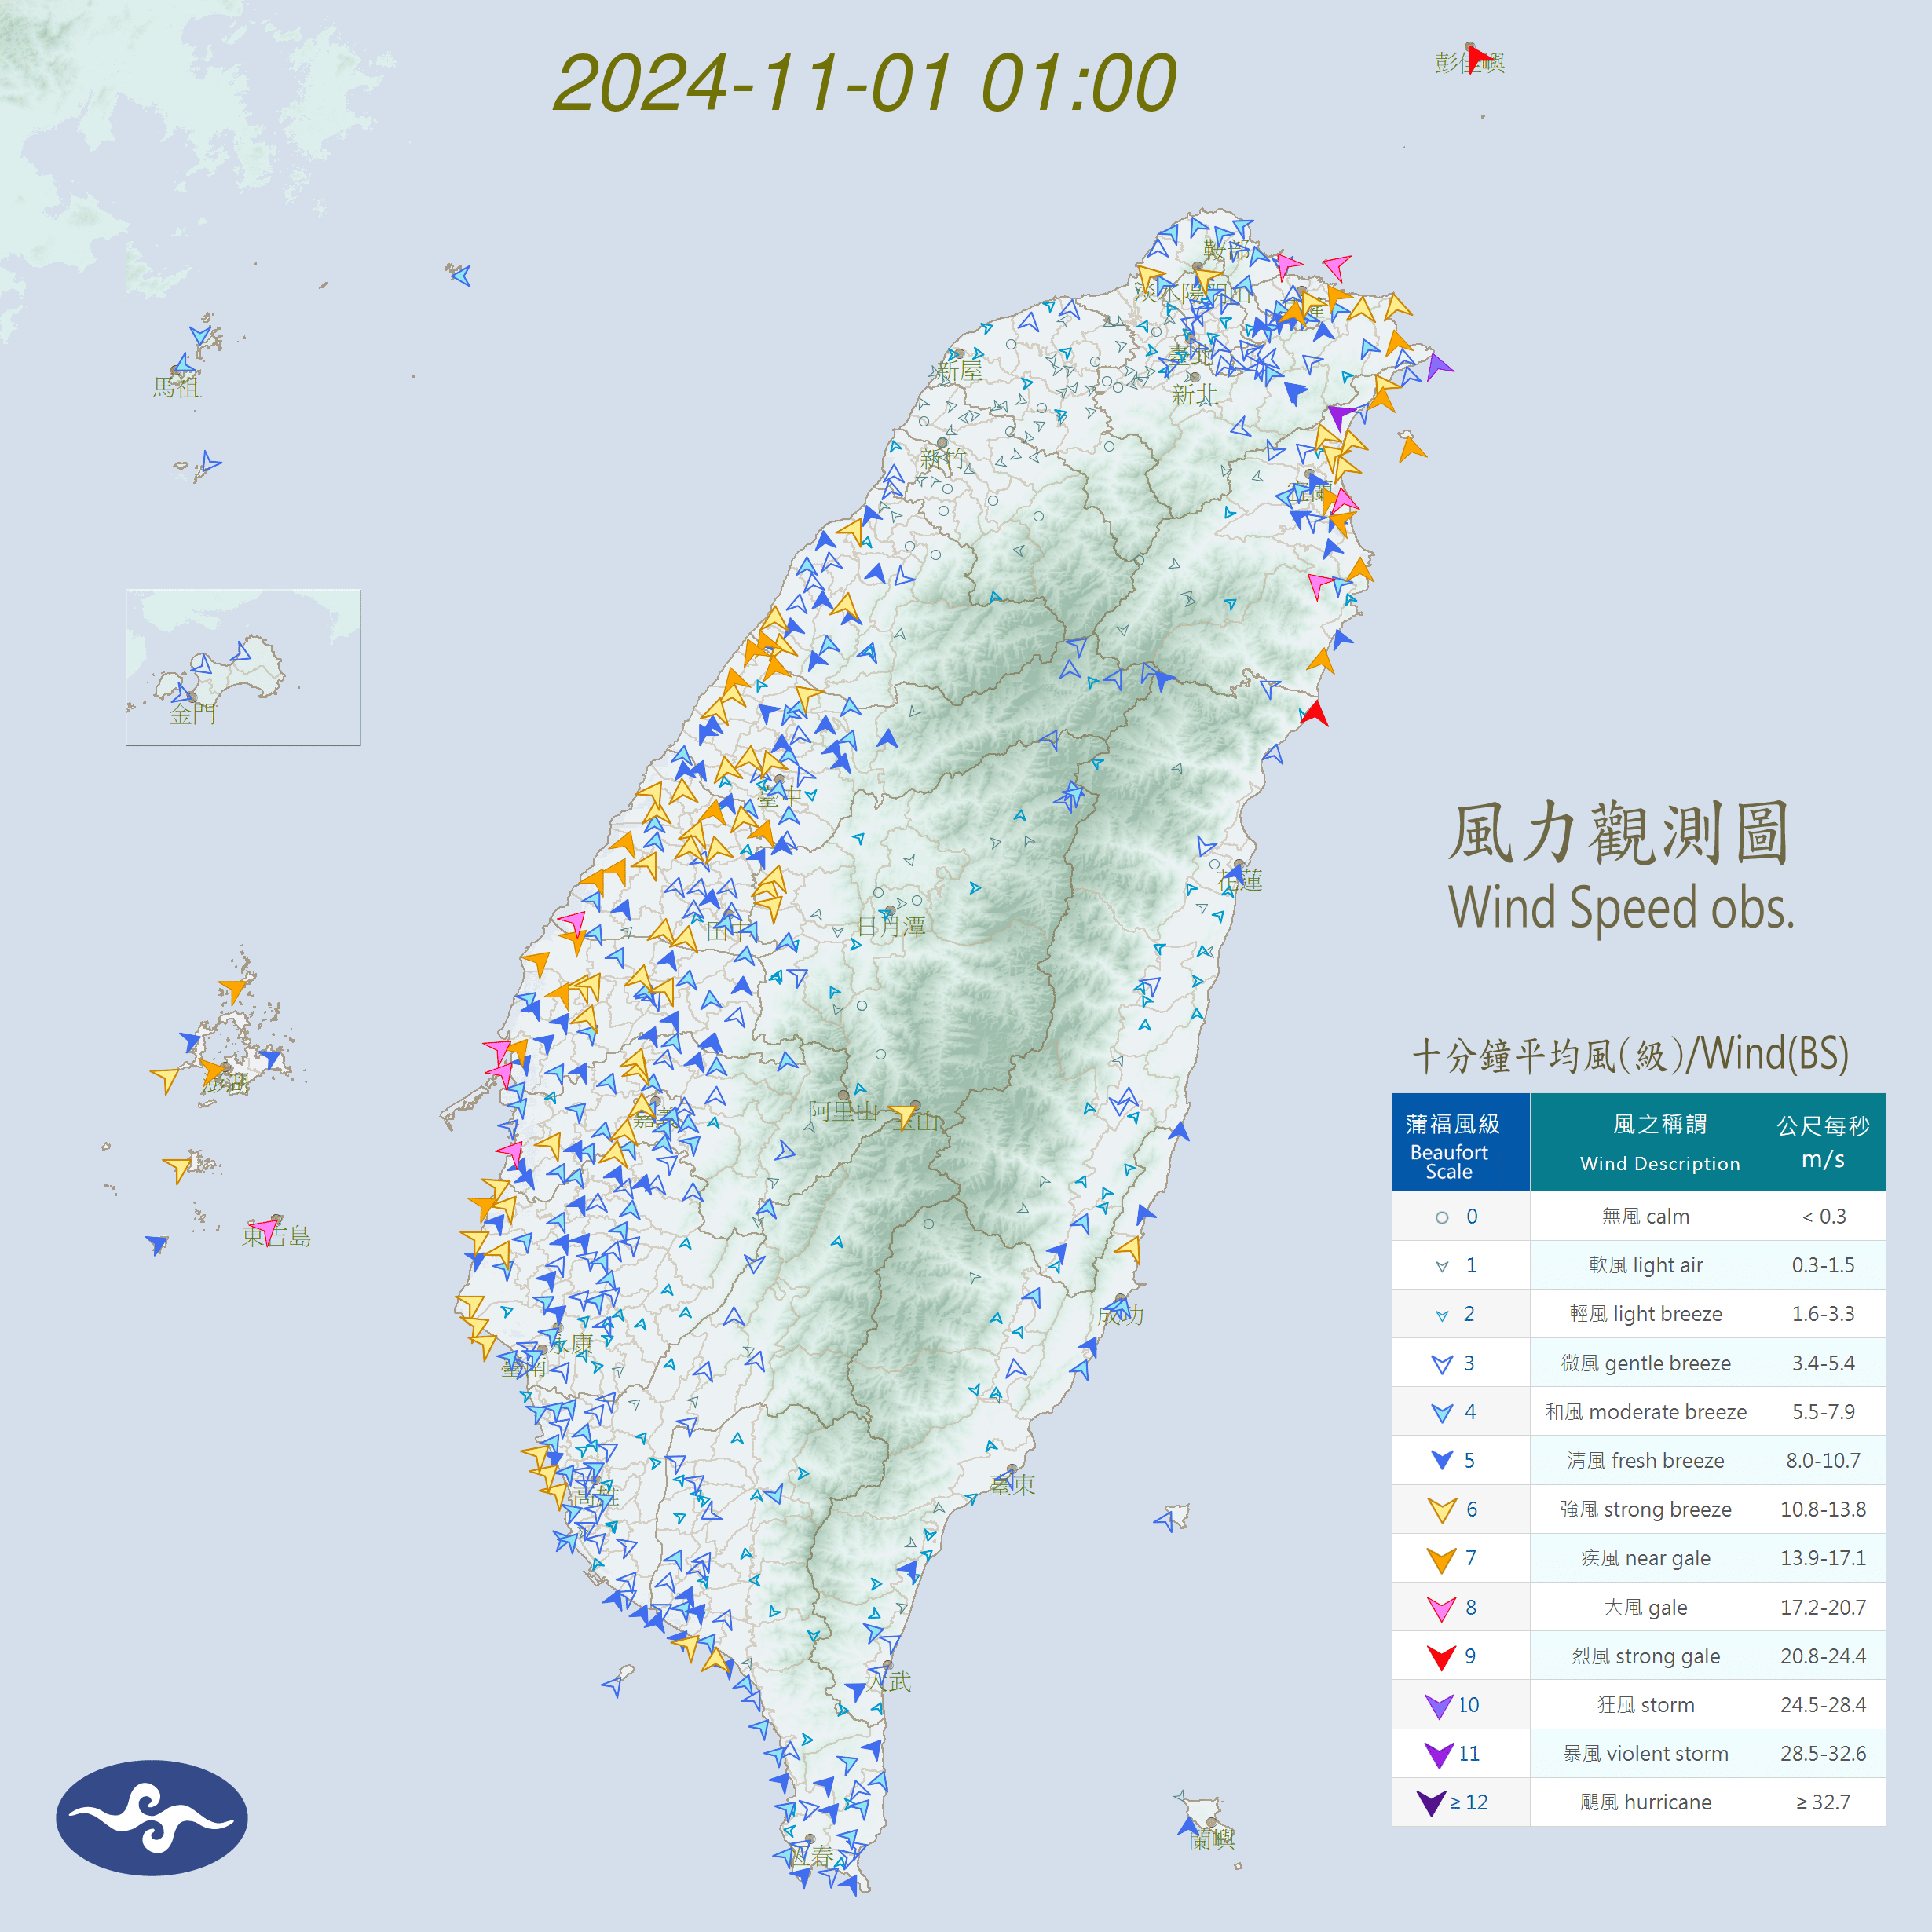 2024-11-01 01:00
彭佳嶼
鞍部
淡水
陽明山
基隆
臺北
新屋
新北
馬祖
新竹
宜蘭
金門
風力觀測圖
臺中
Wind Speed obs.
花蓮
田中
日月潭
十分鐘平均風(級)/Wind(BS)
澎湖
嘉義
阿里山
玉山
蒲福風級 風之稱謂 公尺每秒
Beaufort Scale Wind Description m/s
0 無風 calm < 0.3
東吉島
1 軟風 light air 0.3-1.5
2 輕風 light breeze 1.6-3.3
成功
永康
臺南
3 微風 gentle breeze 3.4-5.4
4 和風 moderate breeze 5.5-7.9
5 清風 fresh breeze 8.0-10.7
臺東
高雄
6 強風 strong breeze 10.8-13.8
7 疾風 near gale 13.9-17.1
8 大風 gale 17.2-20.7
9 烈風 strong gale 20.8-24.4
大武
10 狂風 storm 24.5-28.4
11 暴風 violent storm 28.5-32.6
≥ 12 颶風 hurricane ≥ 32.7
蘭嶼
恆春